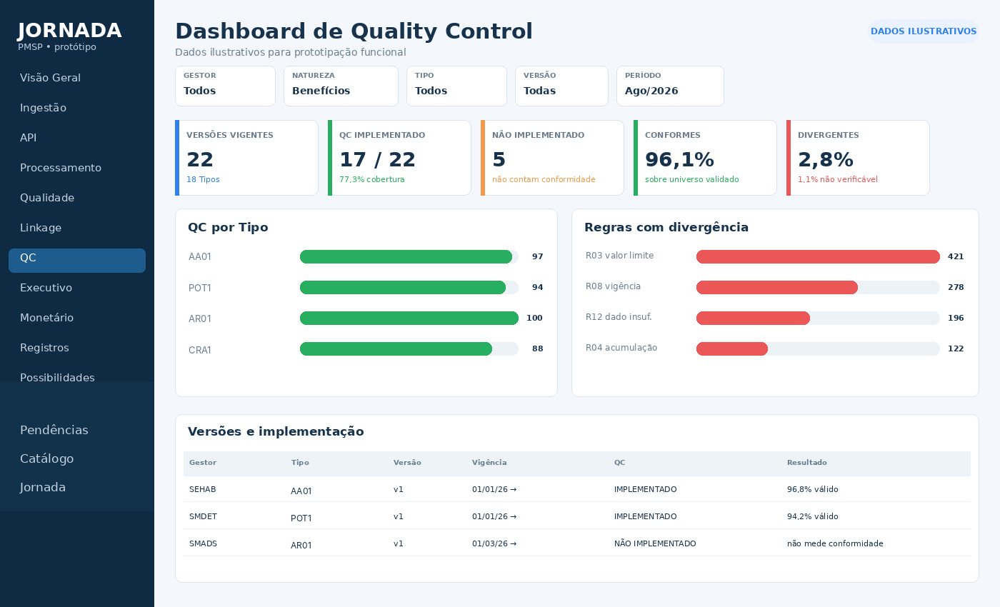 JORNADA
PMSP • protótipo
Visão Geral
Ingestão
API
Processamento
Qualidade
Linkage
QC
Executivo
Monetário
Registros
Possibilidades
Pendências
Catálogo
Jornada
Dashboard de Quality Control
Dados ilustrativos para prototipação funcional
DADOS ILUSTRATIVOS
GESTOR
Todos
NATUREZA
Benefícios
TIPO
Todos
VERSÃO
Todas
PERÍODO
Ago/2026
VERSÕES VIGENTES
22
18 Tipos
QC IMPLEMENTADO
17 / 22
77,3% cobertura
NÃO IMPLEMENTADO
5
não contam conformidade
CONFORMES
96,1%
sobre universo validado
DIVERGENTES
2,8%
1,1% não verificável
QC por Tipo
AA01 97
POT1 94
AR01 100
CRA1 88
Regras com divergência
R03 valor limite 421
R08 vigência 278
R12 dado insuf. 196
R04 acumulação 122
Versões e implementação
Gestor Tipo Versão Vigência QC Resultado
SEHAB AA01 v1 01/01/26 → IMPLEMENTADO 96,8% válido
SMDET POT1 v1 01/01/26 → IMPLEMENTADO 94,2% válido
SMADS AR01 v1 01/03/26 → NÃO IMPLEMENTADO não mede conformidade